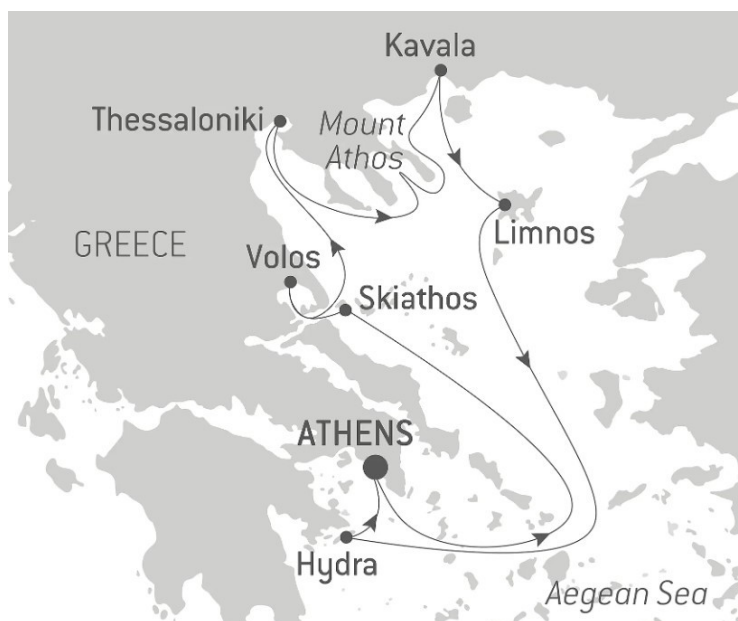 Kavala
Thessaloniki
Mount
Athos
Limnos
GREECE
Volos
Skiathos
ATHENS
Hydra
Aegean Sea